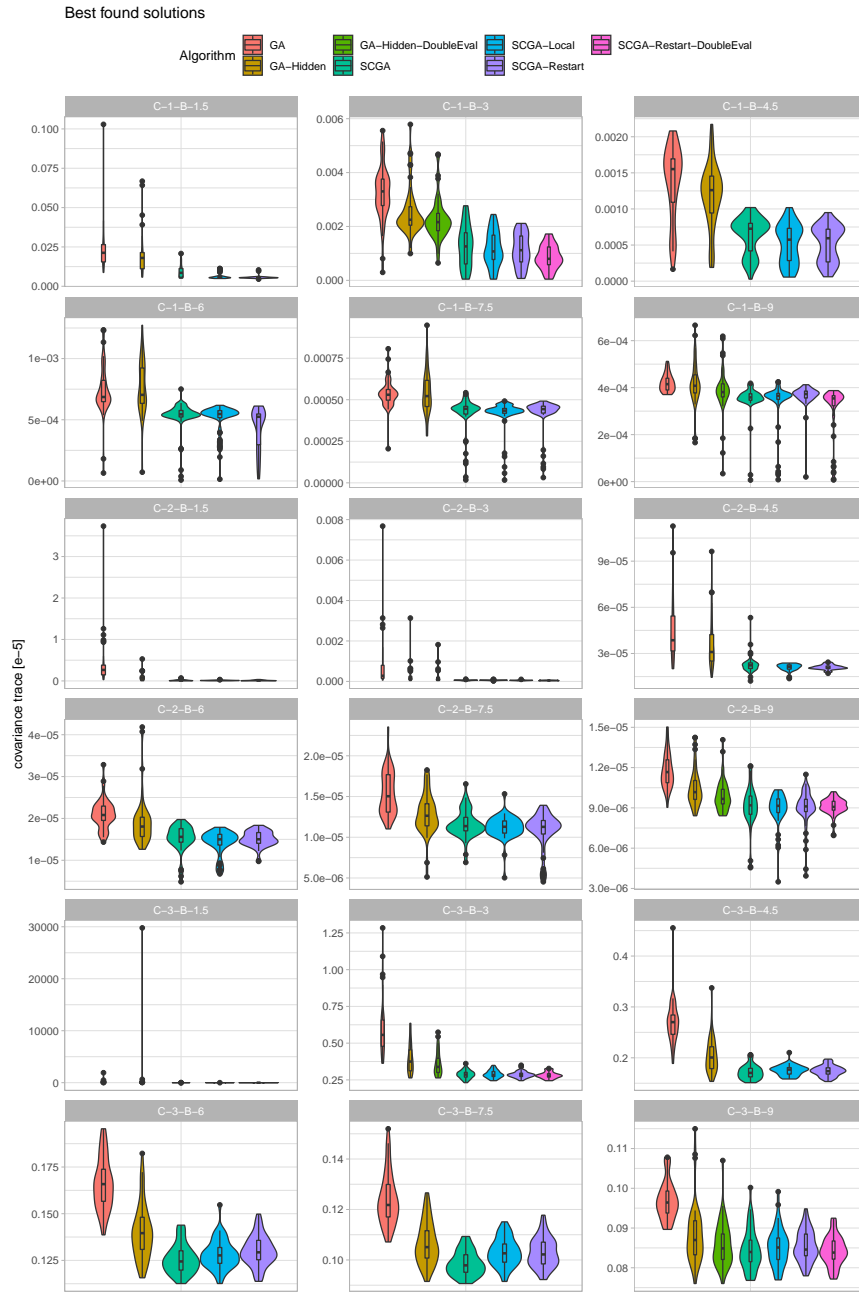 Best found solutions
Algorithm
GA
GA−Hidden−DoubleEval
SCGA−Local
SCGA−Restart−DoubleEval
GA−Hidden
SCGA
SCGA−Restart
covariance trace [e−5]
C−1−B−1.5
0.100
0.075
0.050
0.025
0.000
C−1−B−3
0.006
0.004
0.002
0.000
C−1−B−4.5
0.0020
0.0015
0.0010
0.0005
0.0000
C−1−B−6
1e−03
5e−04
0e+00
C−1−B−7.5
0.00075
0.00050
0.00025
0.00000
C−1−B−9
6e−04
4e−04
2e−04
0e+00
C−2−B−1.5
3
2
1
0
C−2−B−3
0.008
0.006
0.004
0.002
0.000
C−2−B−4.5
9e−05
6e−05
3e−05
C−2−B−6
4e−05
3e−05
2e−05
1e−05
C−2−B−7.5
2.0e−05
1.5e−05
1.0e−05
5.0e−06
C−2−B−9
1.5e−05
1.2e−05
9.0e−06
6.0e−06
3.0e−06
C−3−B−1.5
30000
20000
10000
0
C−3−B−3
1.25
1.00
0.75
0.50
0.25
C−3−B−4.5
0.4
0.3
0.2
C−3−B−6
0.175
0.150
0.125
C−3−B−7.5
0.14
0.12
0.10
C−3−B−9
0.11
0.10
0.09
0.08